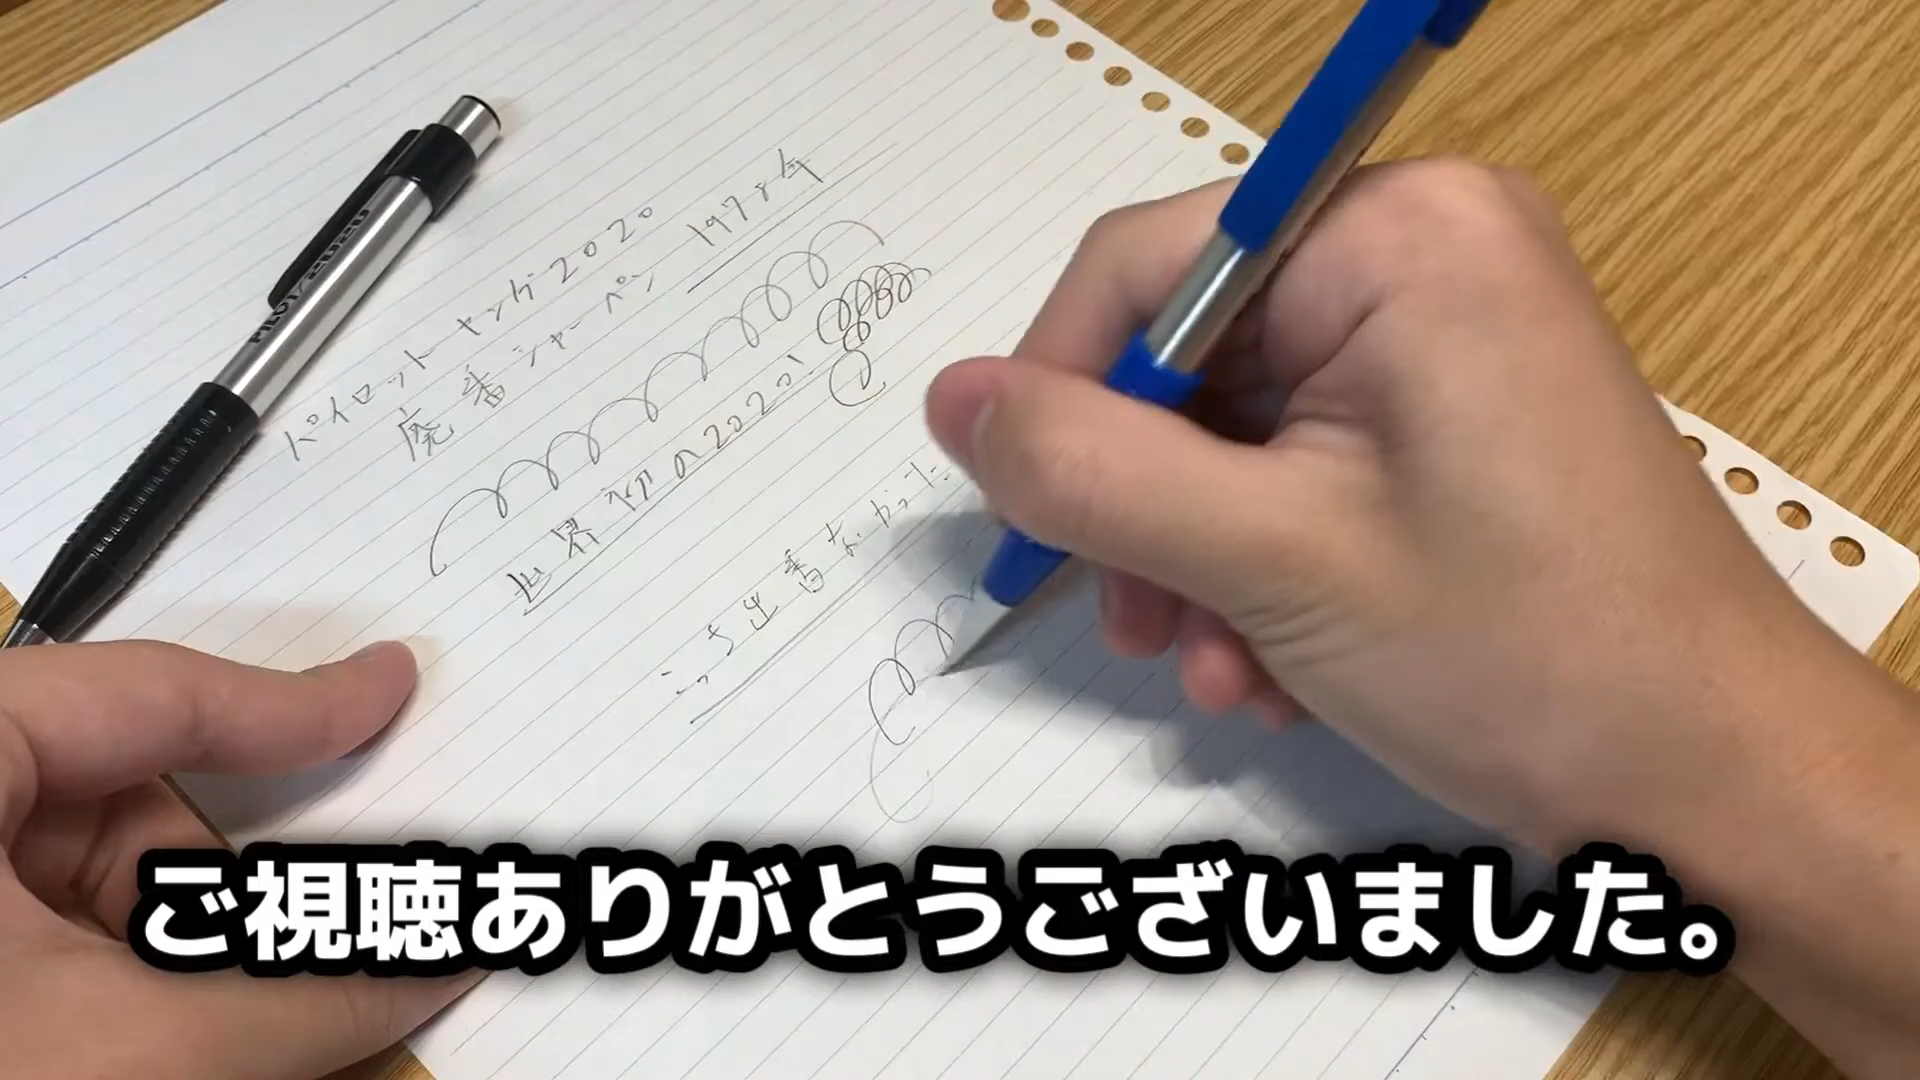 PILOT/2020
パイロット ヤング2020
廃番シャーペン 1978年
世界初の2020!
こっち出番なかった
ご視聴ありがとうございました。